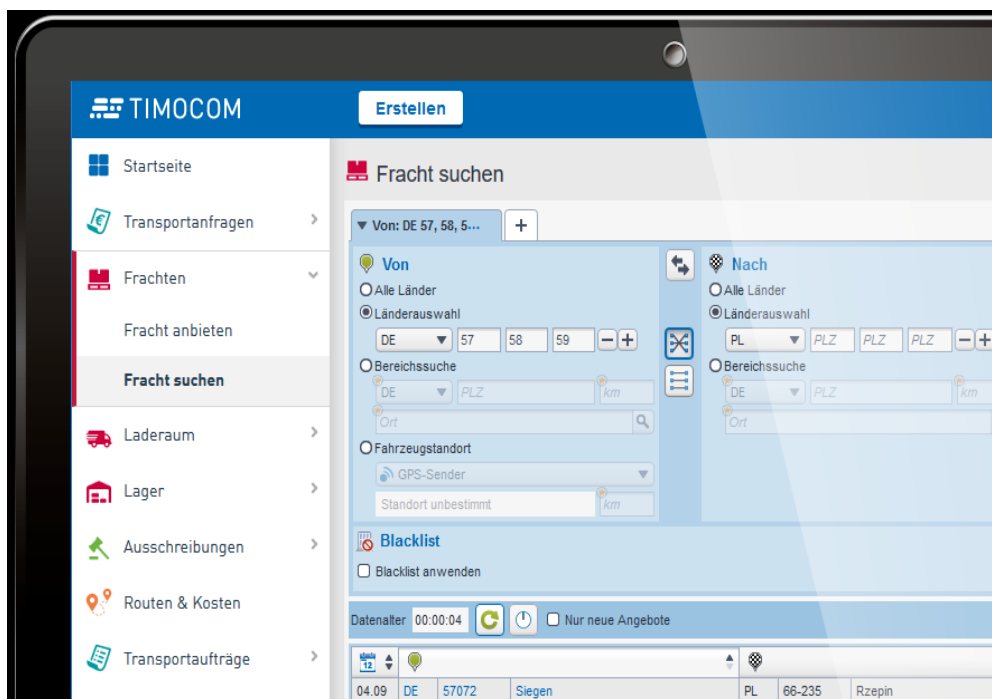 TIMOCOM
Erstellen
Startseite
Transportanfragen
Frachten
Fracht anbieten
Fracht suchen
Laderaum
Lager
Ausschreibungen
Routen & Kosten
Transportaufträge
Fracht suchen
Von: DE 57, 58, 5...
+
Von
Alle Länder
Länderauswahl
DE 57 58 59
Bereichssuche
DE PLZ km
Ort
Fahrzeugstandort
GPS-Sender
Standort unbestimmt km
Nach
Alle Länder
Länderauswahl
PL PLZ PLZ PLZ
Bereichssuche
DE PLZ km
Ort
Blacklist
Blacklist anwenden
Datenalter 00:00:04 Nur neue Angebote
12
04.09 DE 57072 Siegen PL 66-235 Rzepin